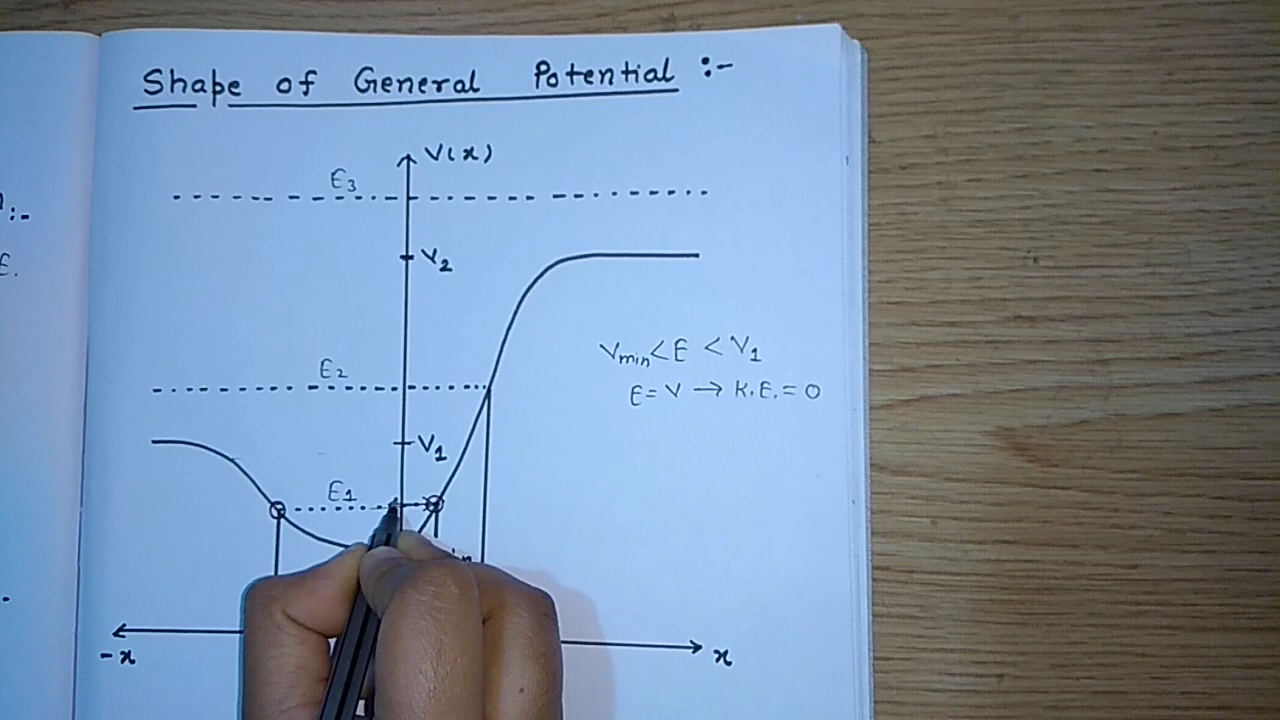 Shape of General Potential :-
V(x)
E3
V2
Vmin < E < V1
E2
E = V → K.E. = 0
V1
E1
-x
x